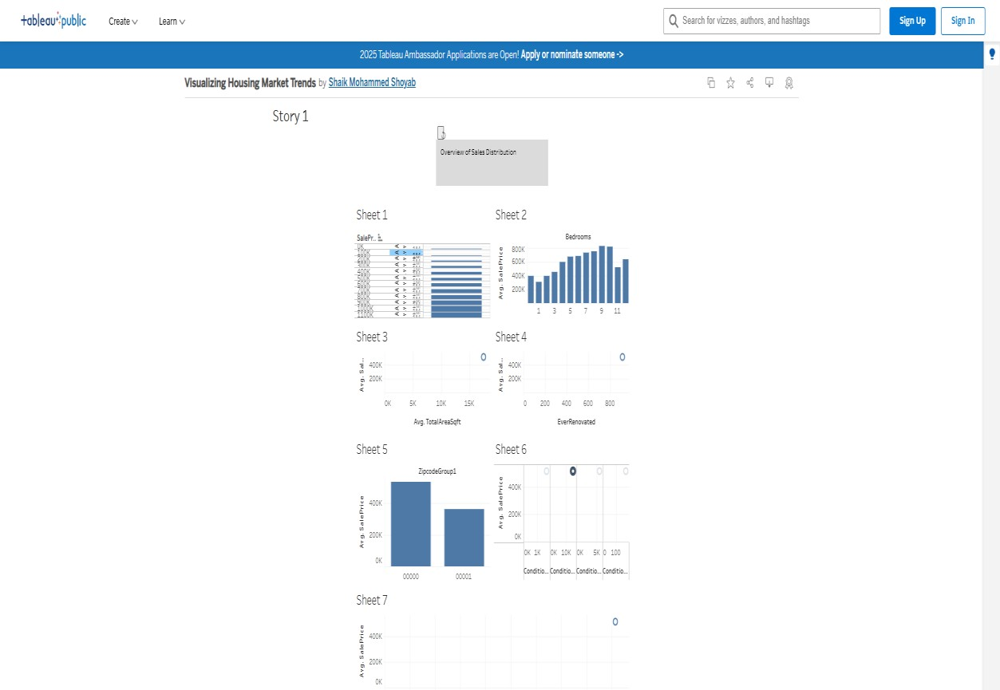 tableau public
Create
Learn
Search for vizzes, authors, and hashtags
Sign Up
Sign In
2025 Tableau Ambassador Applications are Open! Apply or nominate someone ->
Visualizing Housing Market Trends by Shaik Mohammed Shoyab
Story 1
Overview of Sales Distribution
Sheet 1
SalePr..
0K
100K
400K
1100K
Sheet 2
Bedrooms
Avg. SalePrice
800K
600K
400K
200K
1 3 5 7 9 11
Sheet 3
Avg. Sal...
400K
200K
0K 5K 10K 15K
Avg. TotalAreaSqft
Sheet 4
Avg. Sal...
400K
200K
0 200 400 600 800
EverRenovated
Sheet 5
ZipcodeGroup1
Avg. SalePrice
400K
200K
0K
00000 00001
Sheet 6
Avg. SalePrice
400K
200K
0K
0K 1K 0K 10K 0K 5K 0 100
Conditio... Conditio... Conditio... Conditio...
Sheet 7
Avg. SalePrice
400K
200K
0K